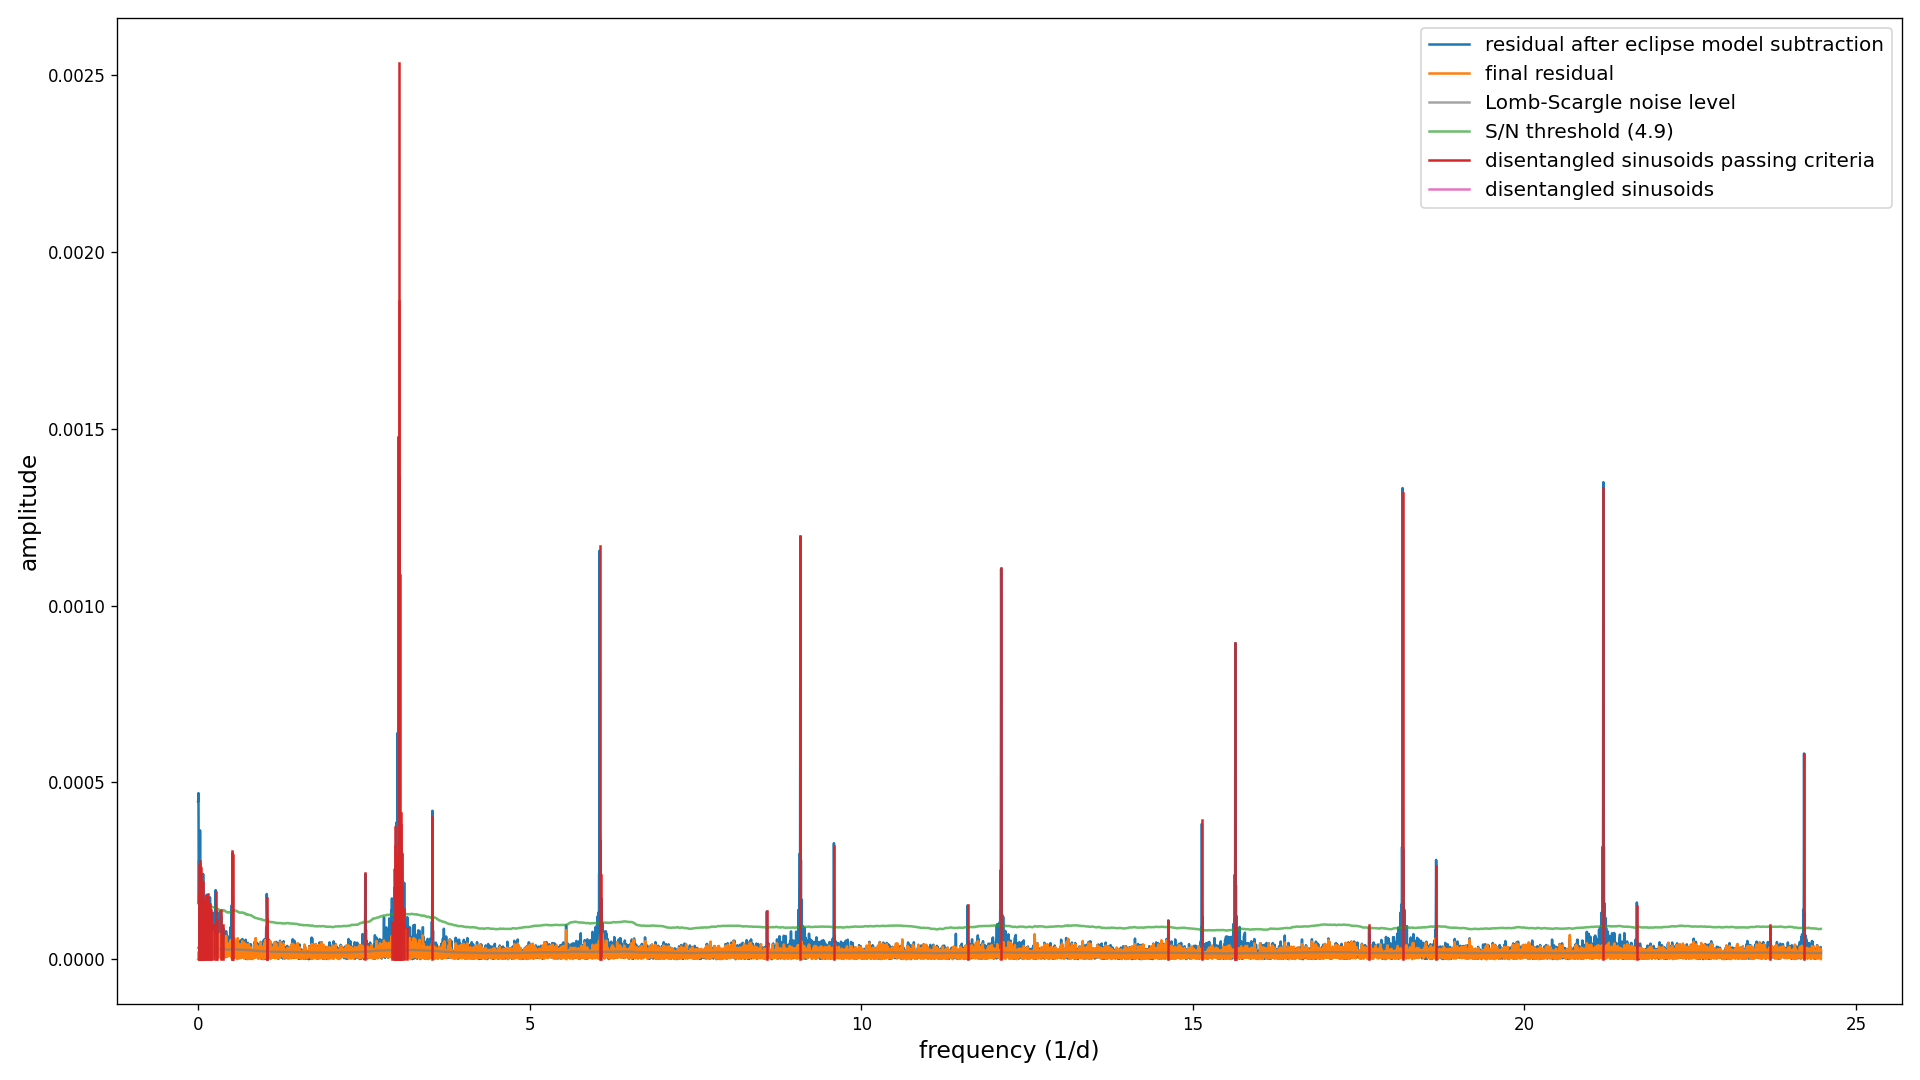 residual after eclipse model subtraction
final residual
Lomb-Scargle noise level
S/N threshold (4.9)
disentangled sinusoids passing criteria
disentangled sinusoids
amplitude
0.0025
0.0020
0.0015
0.0010
0.0005
0.0000
0 5 10 15 20 25
frequency (1/d)